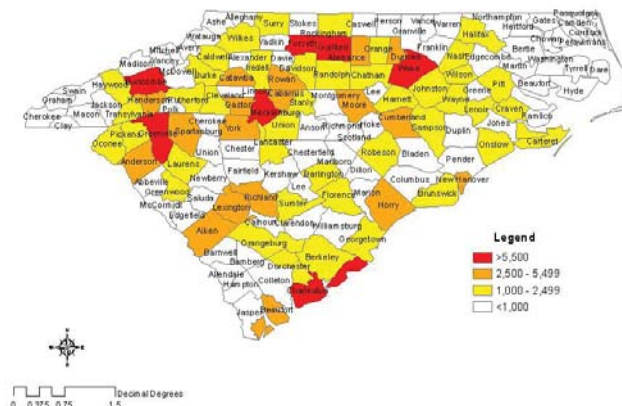 Ashe Alleghany Surry Stokes Rockingham Caswell Person Vance Warren Northampton Gates
Granville Hertford
Watauga Wilkes Yadkin Forsyth Guilford Alamance Orange Durham Franklin Halifax Bertie
Mitchell Avery
Madison Yancey Caldwell Alexander Davie Nash Edgecombe Martin Washington Tyrrell Dare
Iredell Davidson Wake
McDowell Burke Catawba Rowan Randolph Chatham Wilson Pitt Beaufort Hyde
Swain Haywood Buncombe Johnston Greene
Graham Jackson Henderson Rutherford Cleveland Lincoln Cabarrus Montgomery Lee Harnett Wayne
Cherokee Macon Transylvania Polk Gaston Mecklenburg Stanly Moore Lenoir Craven Pamlico
Clay Cherokee Cumberland Sampson Jones
Pickens Greenville Spartanburg York Union Anson Richmond Hoke Duplin Carteret
Oconee Lancaster Scotland Onslow
Anderson Laurens Union Chester Chesterfield Marlboro Robeson Bladen Pender
Abbeville Newberry Fairfield Kershaw Darlington Dillon Columbus New Hanover
Greenwood Lee Marion Brunswick
McCormick Saluda Richland Florence
Edgefield Lexington Sumter Horry
Calhoun Clarendon Williamsburg
Aiken Orangeburg Georgetown
Barnwell Berkeley
Bamberg Dorchester
Allendale Colleton
Hampton Charleston
Jasper Beaufort
Legend
>5,500
2,500 - 5,499
1,000 - 2,499
<1,000
N
Decimal Degrees
0 0.375 0.75 1.5